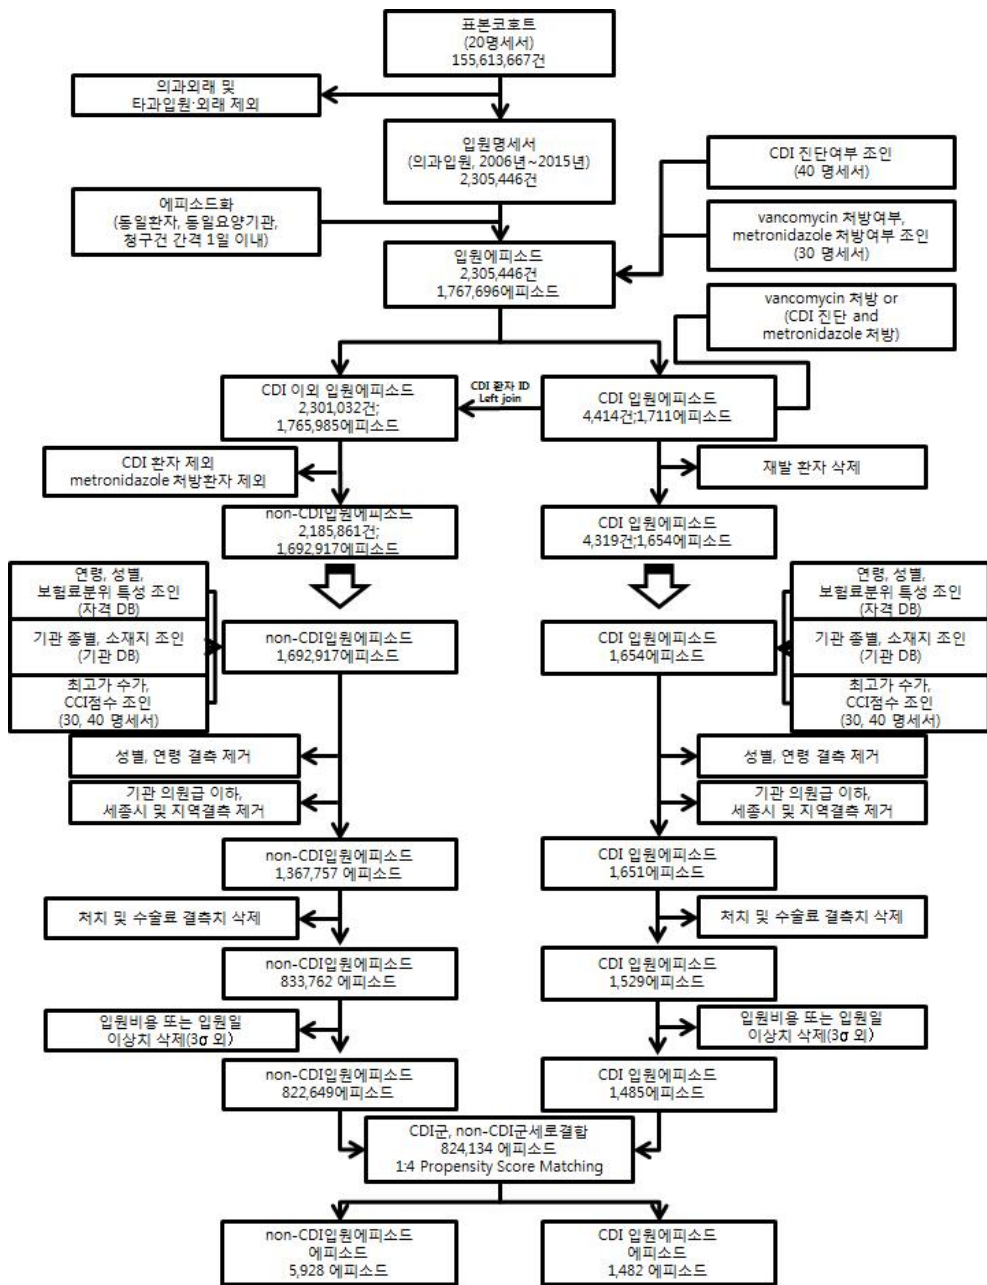 표본코호트
(20명세서)
155,613,667건
의과외래 및
타과입원·외래 제외
입원명세서
(의과입원, 2006년~2015년)
2,305,446건
CDI 진단여부 조인
(40 명세서)
에피소드화
(동일환자, 동일요양기관,
청구건 간격 1일 이내)
vancomycin 처방여부,
metronidazole 처방여부 조인
(30 명세서)
입원에피소드
2,305,446건
1,767,696에피소드
vancomycin 처방 or
(CDI 진단 and
metronidazole 처방)
CDI 이외 입원에피소드
2,301,032건;
1,765,985에피소드
CDI 환자 ID
Left join
CDI 입원에피소드
4,414건;1,711에피소드
CDI 환자 제외
metronidazole 처방환자 제외
재발 환자 삭제
non-CDI입원에피소드
2,185,861건;
1,692,917에피소드
CDI 입원에피소드
4,319건;1,654에피소드
연령, 성별,
보험료분위 특성 조인
(자격 DB)
기관 종별, 소재지 조인
(기관 DB)
최고가 수가,
CCI점수 조인
(30, 40 명세서)
non-CDI입원에피소드
1,692,917에피소드
CDI 입원에피소드
1,654에피소드
연령, 성별,
보험료분위 특성 조인
(자격 DB)
기관 종별, 소재지 조인
(기관 DB)
최고가 수가,
CCI점수 조인
(30, 40 명세서)
성별, 연령 결측 제거
성별, 연령 결측 제거
기관 의원급 이하,
세종시 및 지역결측 제거
기관 의원급 이하,
세종시 및 지역결측 제거
non-CDI입원에피소드
1,367,757 에피소드
CDI 입원에피소드
1,651에피소드
처치 및 수술료 결측치 삭제
처치 및 수술료 결측치 삭제
non-CDI입원에피소드
833,762 에피소드
CDI 입원에피소드
1,529에피소드
입원비용 또는 입원일
이상치 삭제(3σ 외)
입원비용 또는 입원일
이상치 삭제(3σ 외)
non-CDI입원에피소드
822,649에피소드
CDI 입원에피소드
1,485에피소드
CDI군, non-CDI군세로결합
824,134 에피소드
1:4 Propensity Score Matching
non-CDI입원에피소드
에피소드
5,928 에피소드
CDI 입원에피소드
에피소드
1,482 에피소드